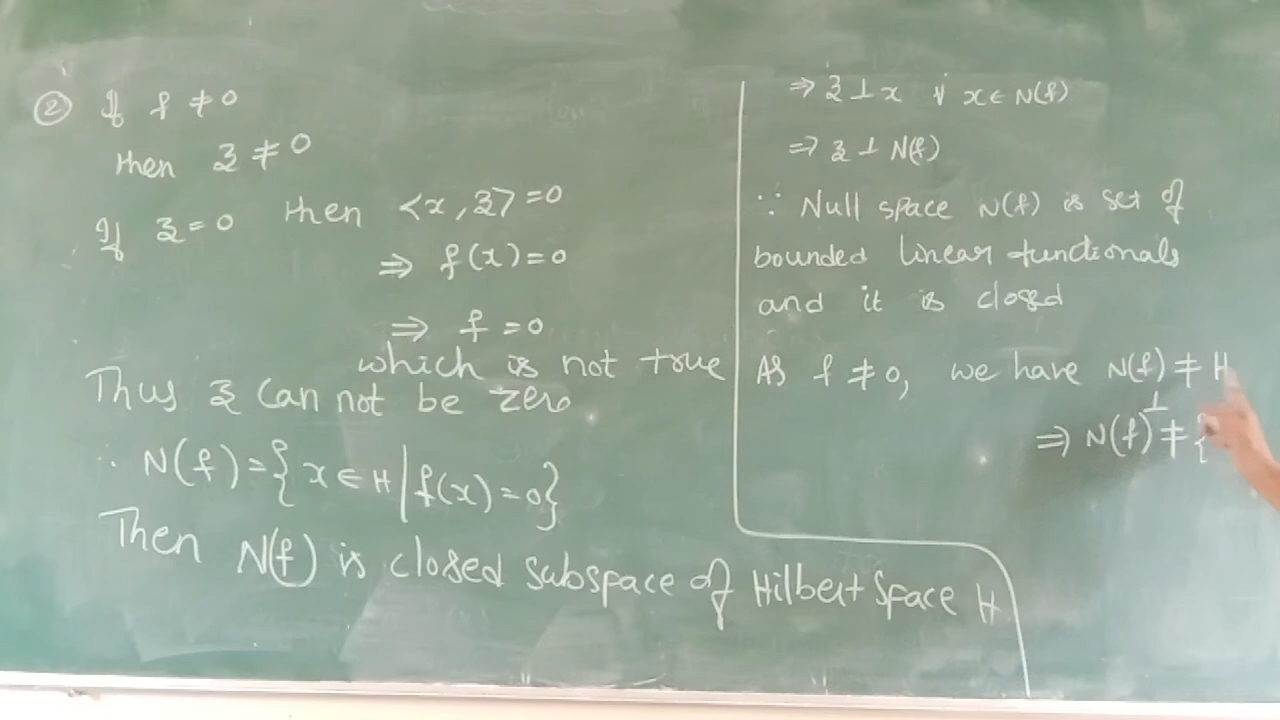 ② If f ≠ 0
then z ≠ 0
If z = 0 then <x, z> = 0
⇒ f(x) = 0
⇒ f = 0
which is not true
Thus z can not be zero
∴ N(f) = {x ∈ H | f(x) = 0}
Then N(f) is closed subspace of Hilbert Space H
⇒ z ⊥ x ∀ x ∈ N(f)
⇒ z ⊥ N(f)
∵ Null space N(f) is set of
bounded linear functionals
and it is closed
As f ≠ 0, we have N(f) ≠ H
⇒ N(f)^⊥ ≠ {